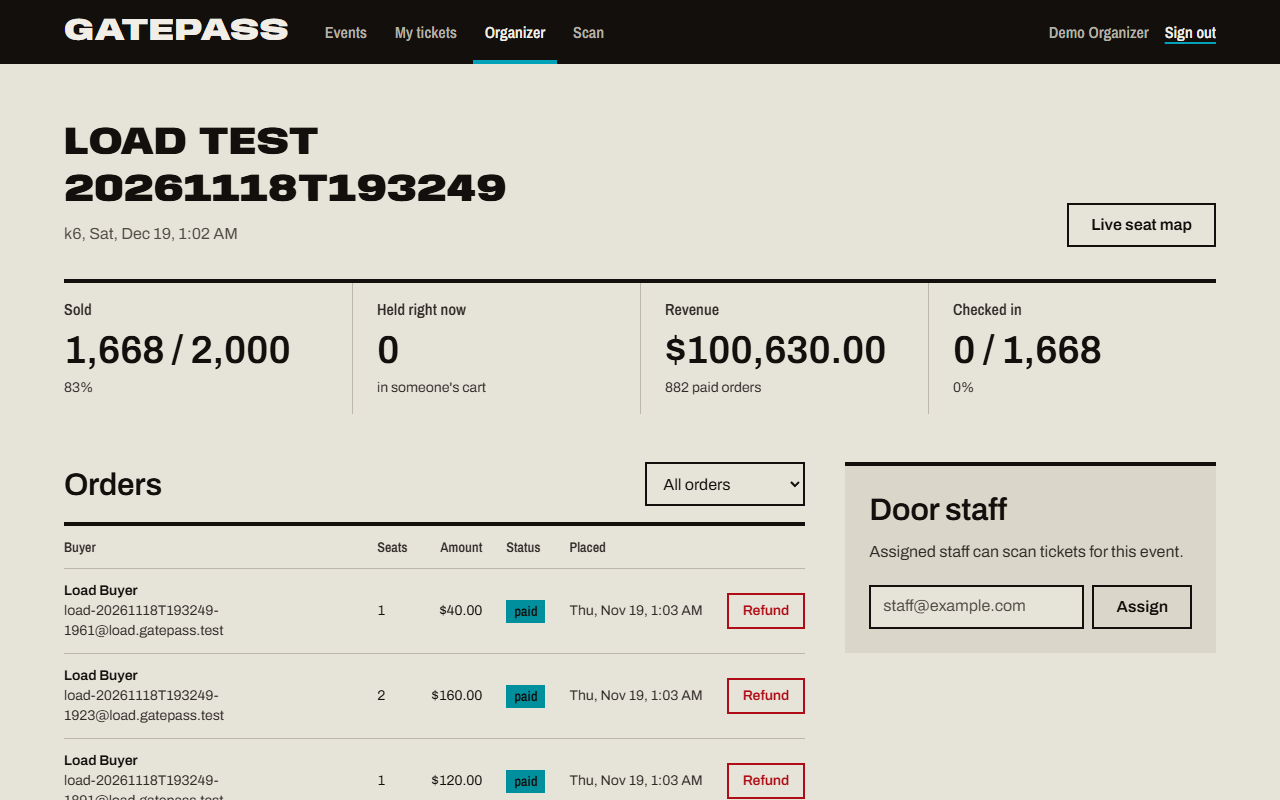 GATEPASS
Events
My tickets
Organizer
Scan
Demo Organizer
Sign out
LOAD TEST
20261118T193249
k6, Sat, Dec 19, 1:02 AM
Live seat map
Sold
1,668 / 2,000
83%
Held right now
0
in someone's cart
Revenue
$100,630.00
882 paid orders
Checked in
0 / 1,668
0%
Orders
All orders
Buyer Seats Amount Status Placed
Load Buyer
load-20261118T193249-
1961@load.gatepass.test
1 $40.00 paid Thu, Nov 19, 1:03 AM Refund
Load Buyer
load-20261118T193249-
1923@load.gatepass.test
2 $160.00 paid Thu, Nov 19, 1:03 AM Refund
Load Buyer
load-20261118T193249-
1891@load.gatepass.test
1 $120.00 paid Thu, Nov 19, 1:03 AM Refund
Door staff
Assigned staff can scan tickets for this event.
staff@example.com
Assign